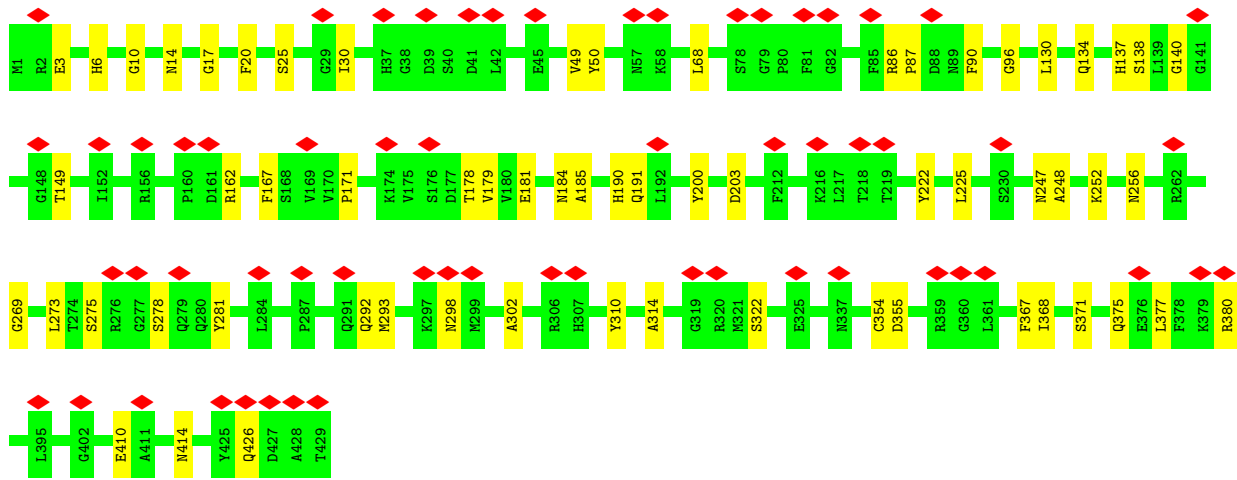 M1 R2 E3 H6 G10 N14 G17 F20 S25 G29 I30 H37 G38 D39 S40 D41 L42 E45 V49 Y50 N57 K58 L68 S78 G79 P80 F81 G82 F85 R86 P87 D88 N89 F90 G96 L130 Q134 H137 S138 L139 G140 G141
G148 T149 I152 R156 P160 D161 R162 F167 S168 V169 V170 P171 K174 V175 S176 D177 T178 V179 V180 E181 N184 A185 H190 Q191 L192 Y200 D203 F212 K216 L217 T218 T219 Y222 L225 S230 N247 A248 K252 N256 R262
G269 L273 T274 S275 R276 G277 S278 Q279 Q280 Y281 L284 P287 Q291 Q292 M293 K297 N298 M299 A302 R306 H307 Y310 A314 G319 R320 M321 S322 E325 N337 C354 D355 R359 G360 L361 F367 I368 S371 Q375 E376 L377 F378 K379 R380
L395 G402 E410 A411 N414 Y425 Q426 D427 A428 T429